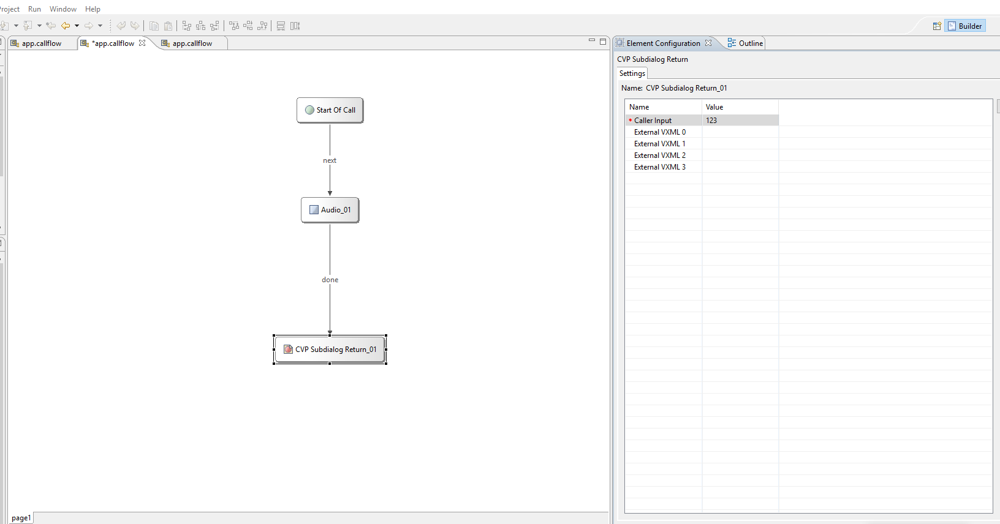 Project Run Window Help
Builder
app.callflow *app.callflow app.callflow
Element Configuration Outline
CVP Subdialog Return
Settings
Name: CVP Subdialog Return_01
Name Value
* Caller Input 123
External VXML 0
External VXML 1
External VXML 2
External VXML 3
Start Of Call
next
Audio_01
done
CVP Subdialog Return_01
page1